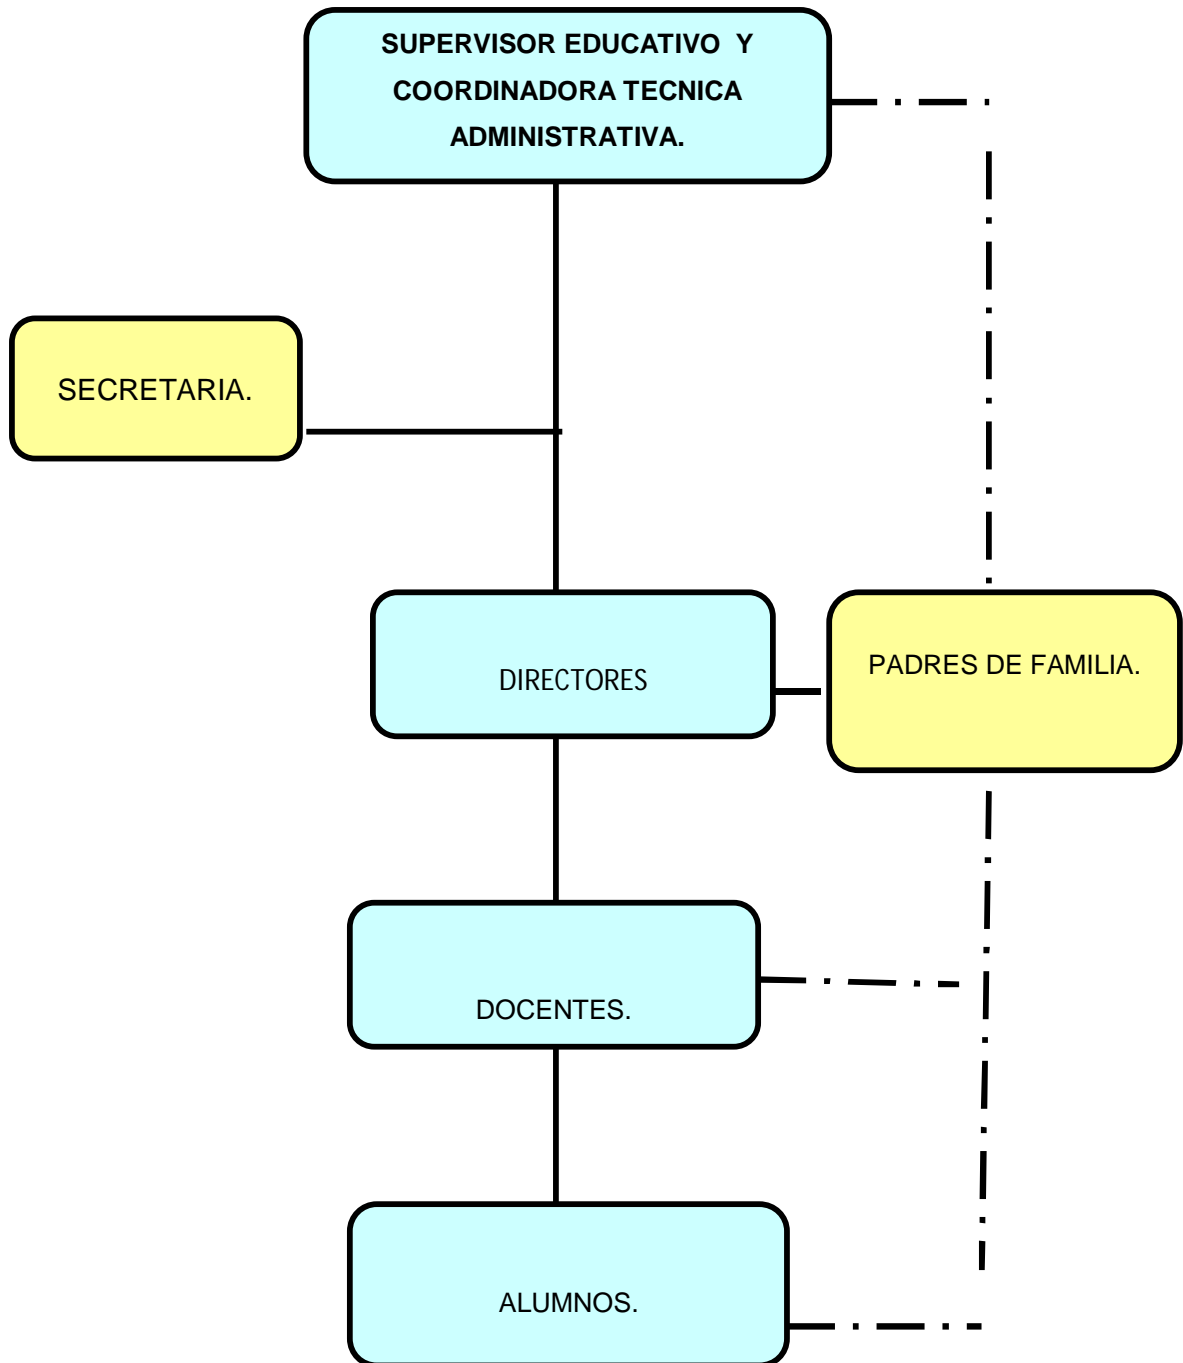 SUPERVISOR EDUCATIVO Y
COORDINADORA TECNICA
ADMINISTRATIVA.
SECRETARIA.
DIRECTORES
PADRES DE FAMILIA.
DOCENTES.
ALUMNOS.